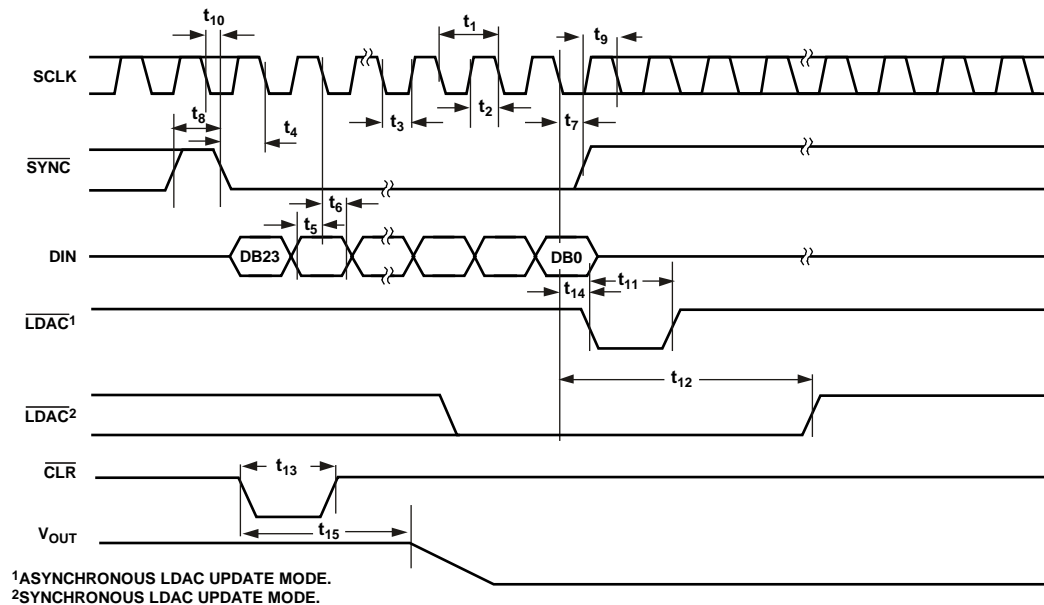 t10
t1
t9
SCLK
t8
t4
t3
t2
t7
SYNC
t6
t5
DIN
DB23
DB0
t14
t11
LDAC1
t12
LDAC2
CLR
t13
t15
VOUT
1ASYNCHRONOUS LDAC UPDATE MODE.
2SYNCHRONOUS LDAC UPDATE MODE.